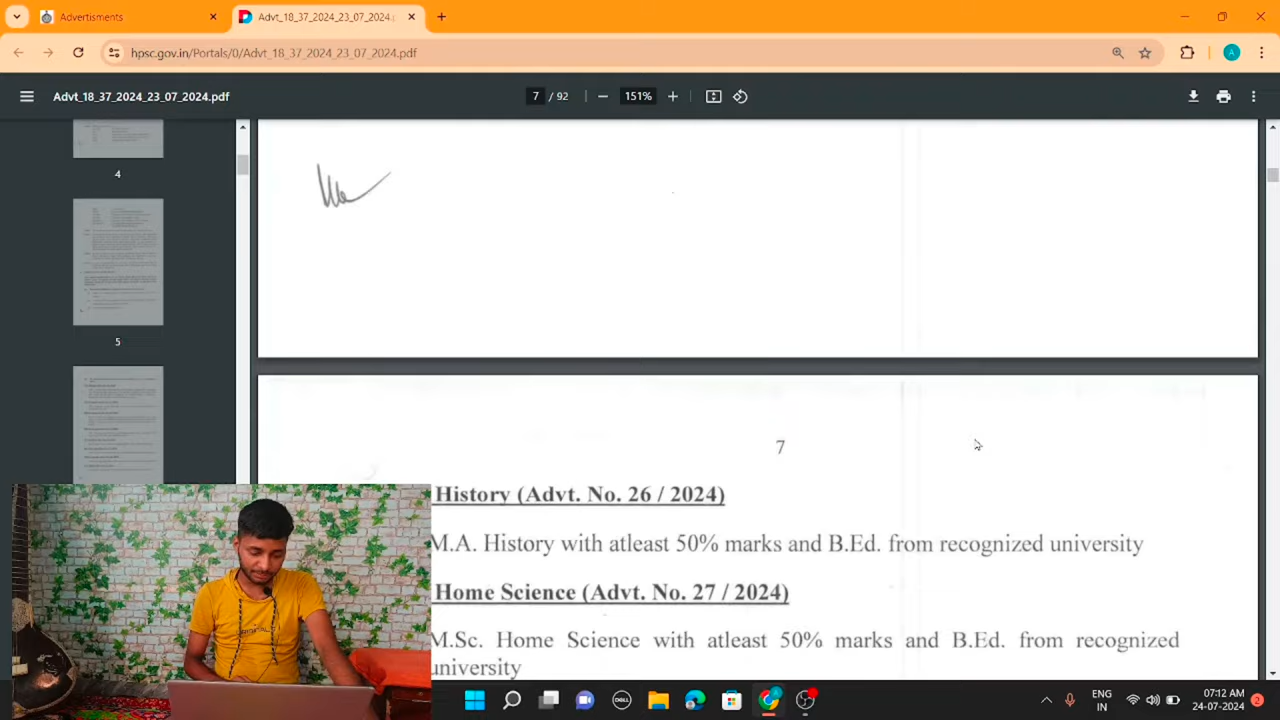 Advertisments
Advt_18_37_2024_23_07_2024.
hpsc.gov.in/Portals/0/Advt_18_37_2024_23_07_2024.pdf
A
Advt_18_37_2024_23_07_2024.pdf
7 / 92
151%
4
5
7
History (Advt. No. 26 / 2024)
M.A. History with atleast 50% marks and B.Ed. from recognized university
Home Science (Advt. No. 27 / 2024)
M.Sc. Home Science with atleast 50% marks and B.Ed. from recognized
university
DELL
ENG
IN
07:12 AM
24-07-2024
2